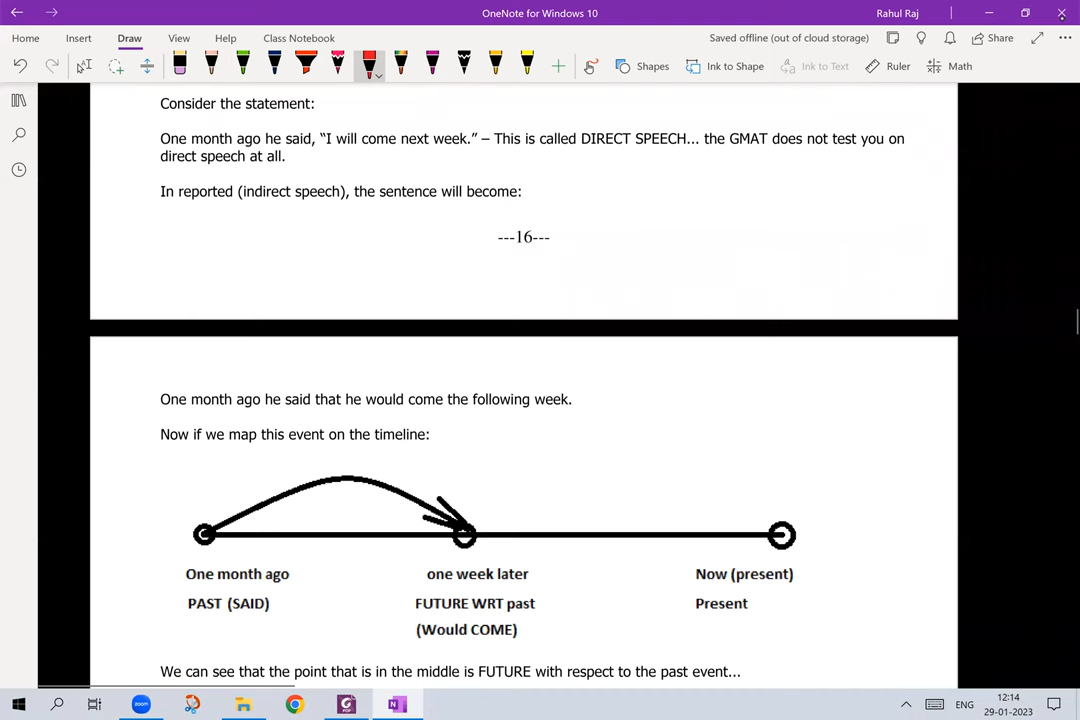 OneNote for Windows 10
Rahul Raj
Home Insert Draw View Help Class Notebook
Saved offline (out of cloud storage)
Share
Shapes
Ink to Shape
Ink to Text
Ruler
Math
Consider the statement:
One month ago he said, “I will come next week.” – This is called DIRECT SPEECH... the GMAT does not test you on
direct speech at all.
In reported (indirect speech), the sentence will become:
---16---
One month ago he said that he would come the following week.
Now if we map this event on the timeline:
One month ago one week later Now (present)
PAST (SAID) FUTURE WRT past Present
(Would COME)
We can see that the point that is in the middle is FUTURE with respect to the past event...
zoom
ENG
12:14
29-01-2023